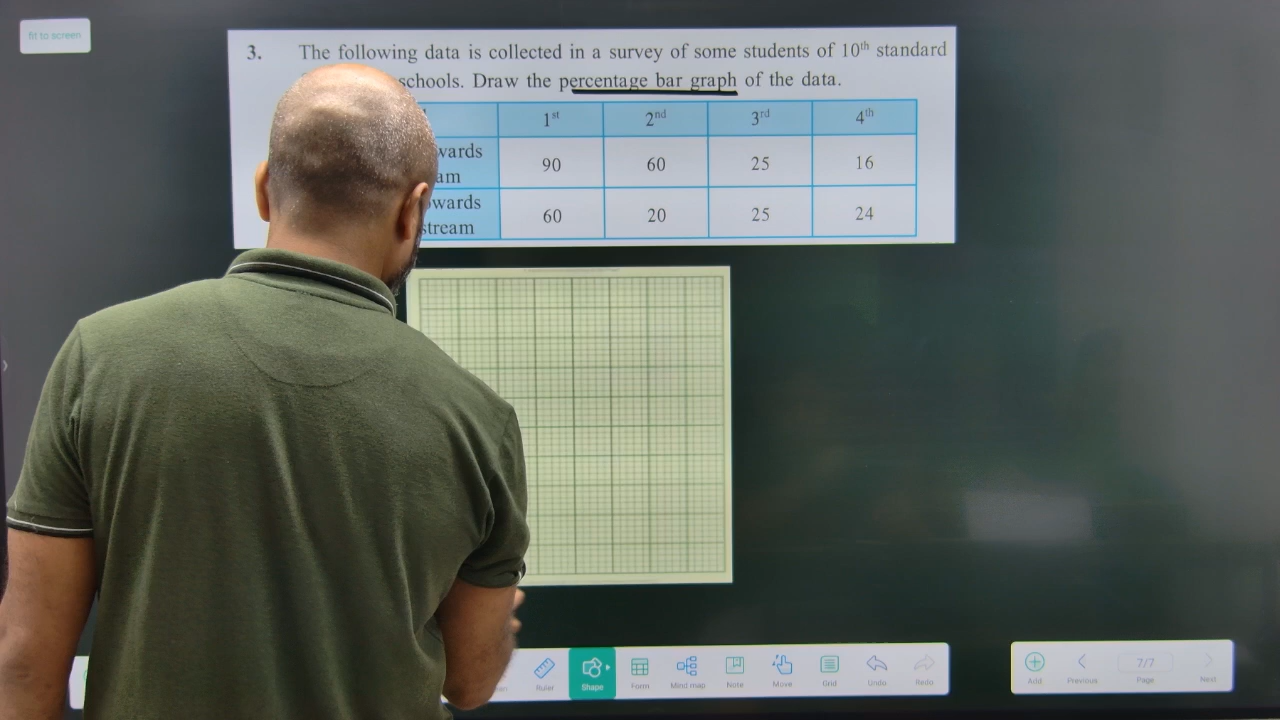 fit to screen
3. The following data is collected in a survey of some students of 10th standard
schools. Draw the percentage bar graph of the data.
1st 2nd 3rd 4th
wards
am 90 60 25 16
wards
stream 60 20 25 24
Ruler Shape Form Mind map Note Move Grid Undo Redo
Add Previous 7/7 Page Next